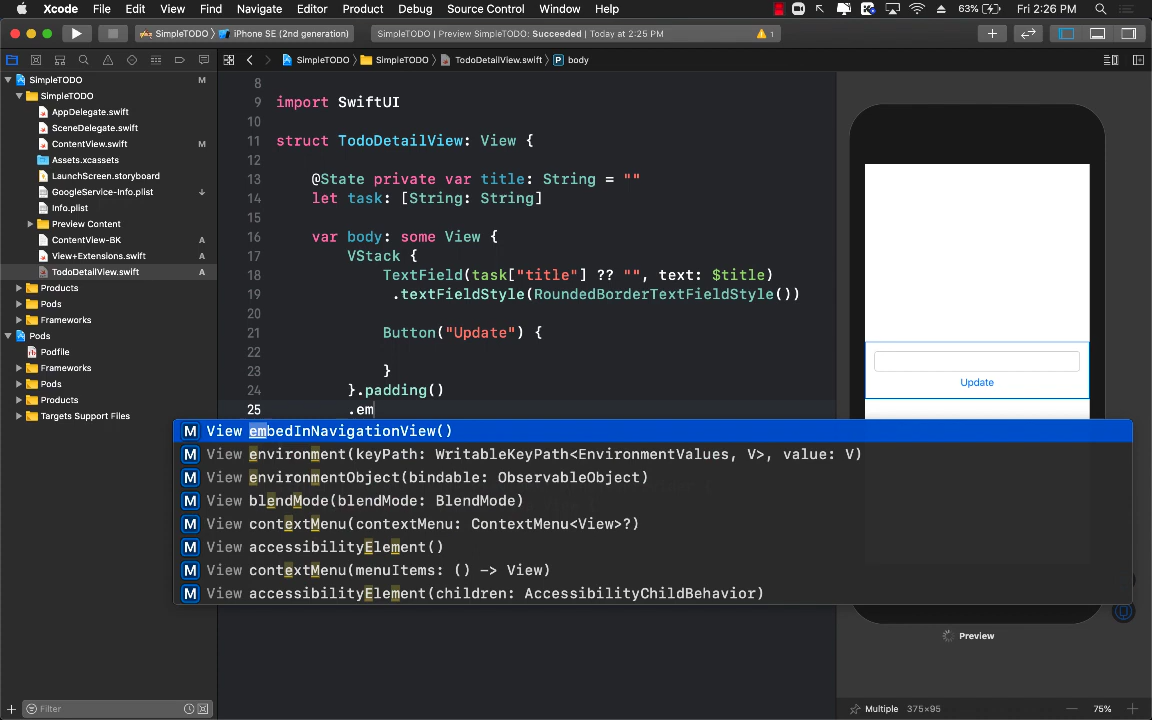 Xcode File Edit View Find Navigate Editor Product Debug Source Control Window Help 63% Fri 2:26 PM
SimpleTODO iPhone SE (2nd generation) SimpleTODO | Preview SimpleTODO: Succeeded | Today at 2:25 PM 1
SimpleTODO SimpleTODO TodoDetailView.swift P body
SimpleTODO M
SimpleTODO
AppDelegate.swift
SceneDelegate.swift
ContentView.swift M
Assets.xcassets
LaunchScreen.storyboard
GoogleService-Info.plist
Info.plist
Preview Content
ContentView-BK A
View+Extensions.swift A
TodoDetailView.swift A
Products
Pods
Frameworks
Pods
Podfile
Frameworks
Pods
Products
Targets Support Files
Filter
8
9 import SwiftUI
10
11 struct TodoDetailView: View {
12
13 @State private var title: String = ""
14 let task: [String: String]
15
16 var body: some View {
17 VStack {
18 TextField(task["title"] ?? "", text: $title)
19 .textFieldStyle(RoundedBorderTextFieldStyle())
20
21 Button("Update") {
22
23 }
24 }.padding()
25 .em
M View embedInNavigationView()
M View environment(keyPath: WritableKeyPath<EnvironmentValues, V>, value: V)
M View environmentObject(bindable: ObservableObject)
M View blendMode(blendMode: BlendMode)
M View contextMenu(contextMenu: ContextMenu<View>?)
M View accessibilityElement()
M View contextMenu(menuItems: () -> View)
M View accessibilityElement(children: AccessibilityChildBehavior)
Update
Preview
Multiple 375×95 75%